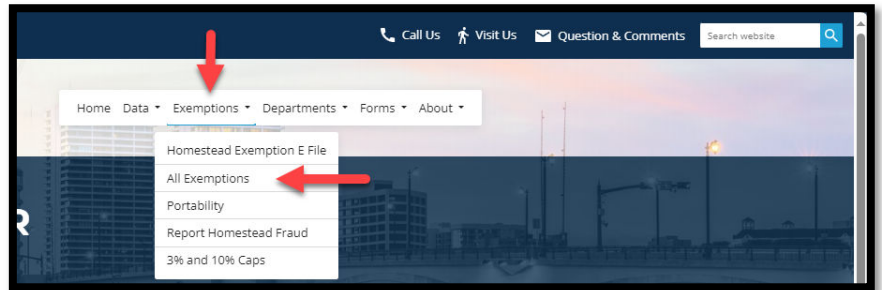 Call Us Visit Us Question & Comments Search website
Home Data Exemptions Departments Forms About
Homestead Exemption E File
All Exemptions
Portability
R
Report Homestead Fraud
3% and 10% Caps